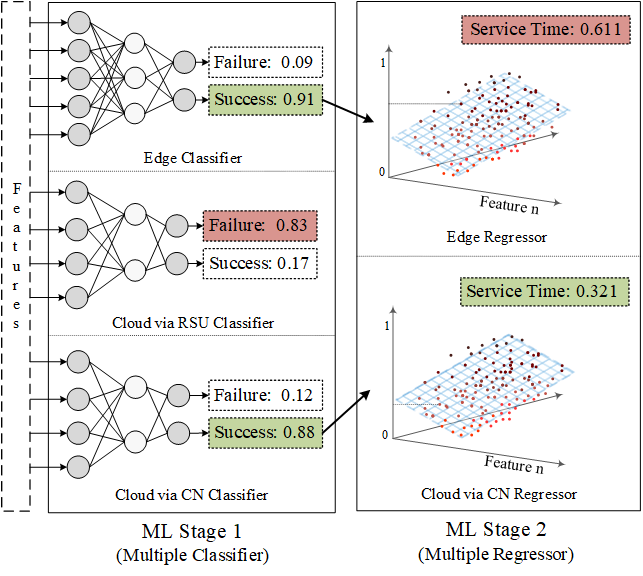 Features
Failure: 0.09
Success: 0.91
Edge Classifier
Failure: 0.83
Success: 0.17
Cloud via RSU Classifier
Failure: 0.12
Success: 0.88
Cloud via CN Classifier
ML Stage 1
(Multiple Classifier)
Service Time: 0.611
1
0
Feature n
Edge Regressor
Service Time: 0.321
1
0
Feature n
Cloud via CN Regressor
ML Stage 2
(Multiple Regressor)